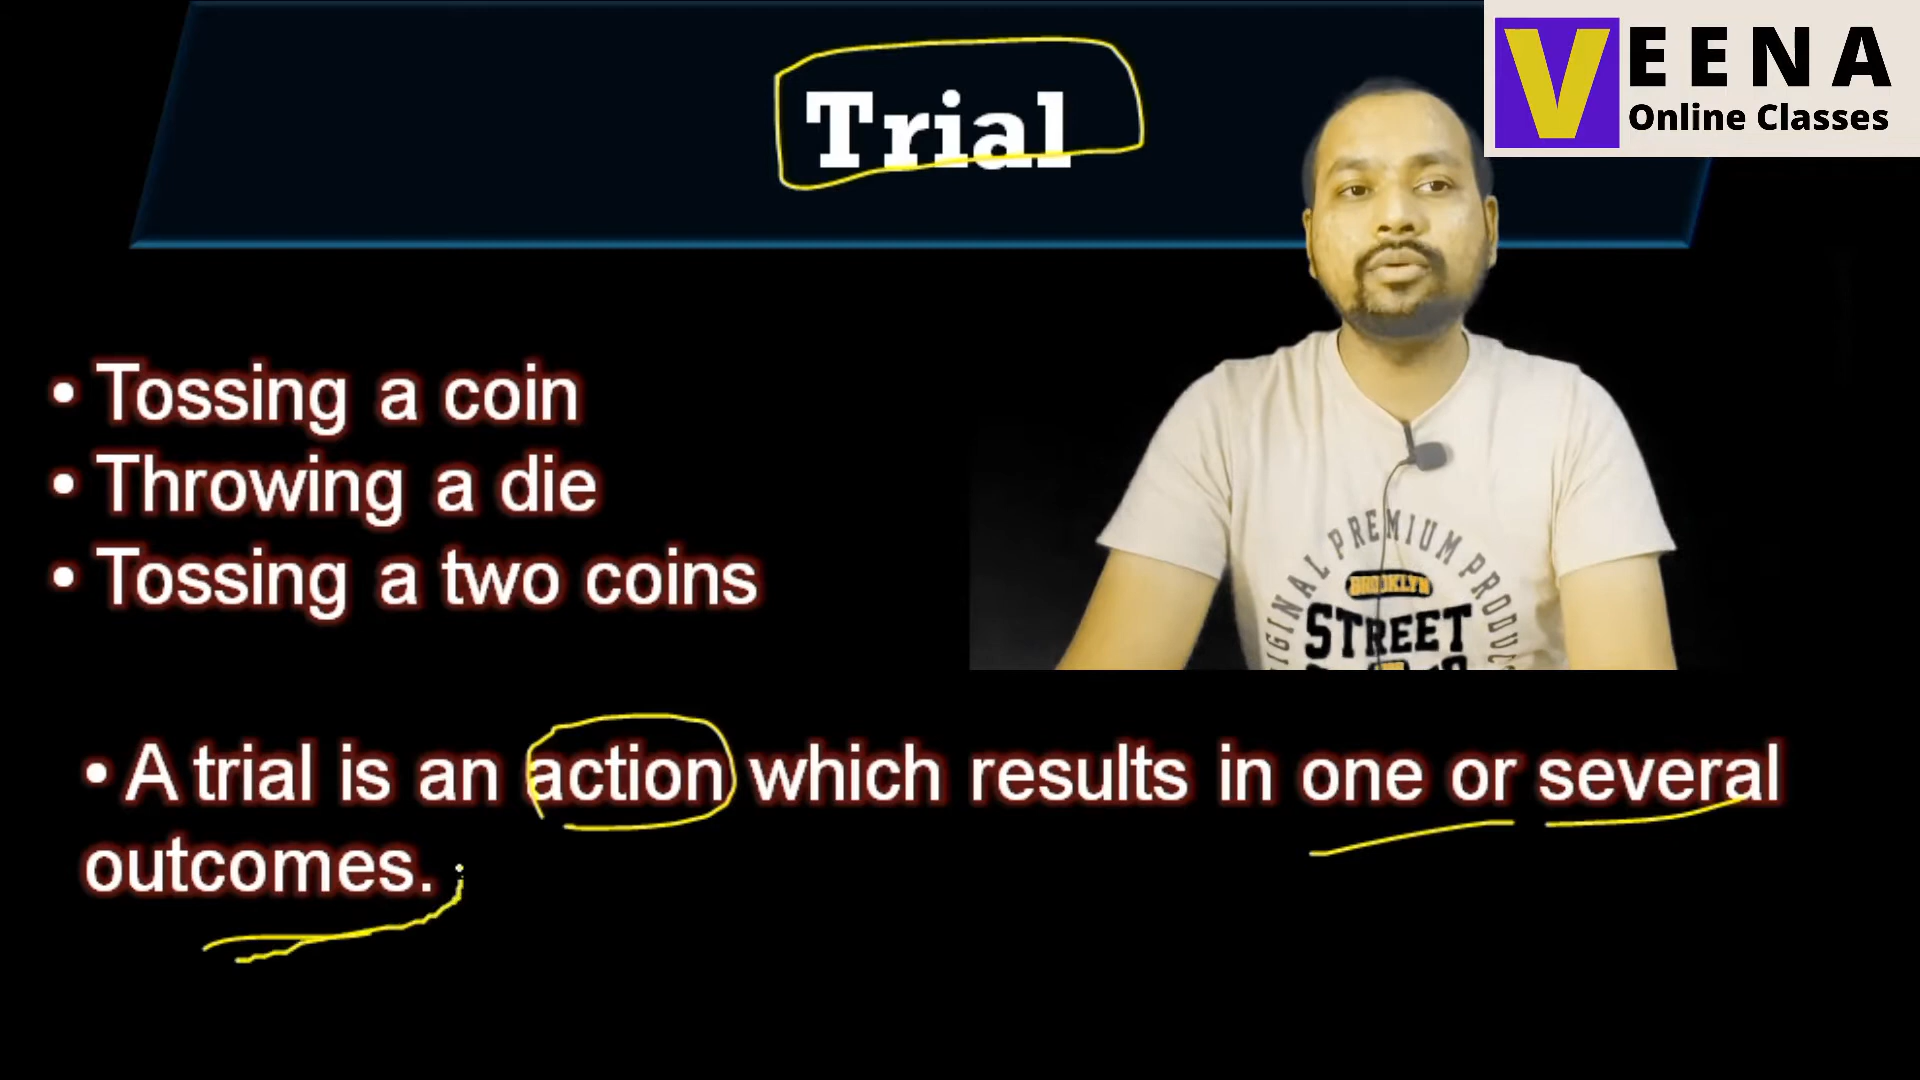 Trial
VEENA
Online Classes
• Tossing a coin
• Throwing a die
• Tossing a two coins
ORIGINAL PREMIUM
BROOKLYN
STREET
• A trial is an action which results in one or several
outcomes.